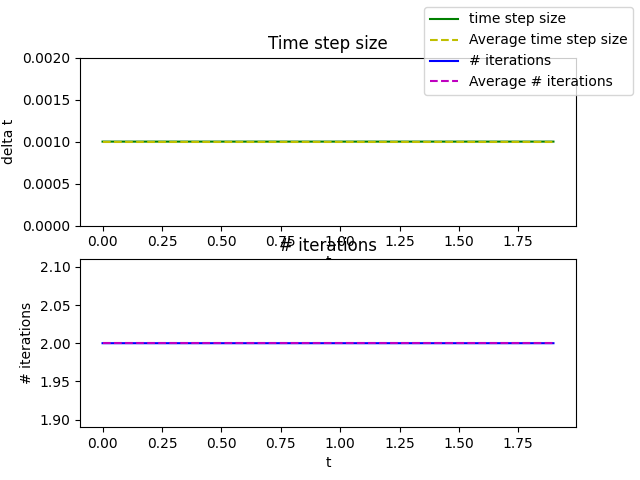 time step size
Average time step size
# iterations
Average # iterations
Time step size
0.0020
0.0015
0.0010
0.0005
0.0000
delta t
0.00 0.25 0.50 0.75 1.00 1.25 1.50 1.75
t
# iterations
2.10
2.05
2.00
1.95
1.90
# iterations
0.00 0.25 0.50 0.75 1.00 1.25 1.50 1.75
t